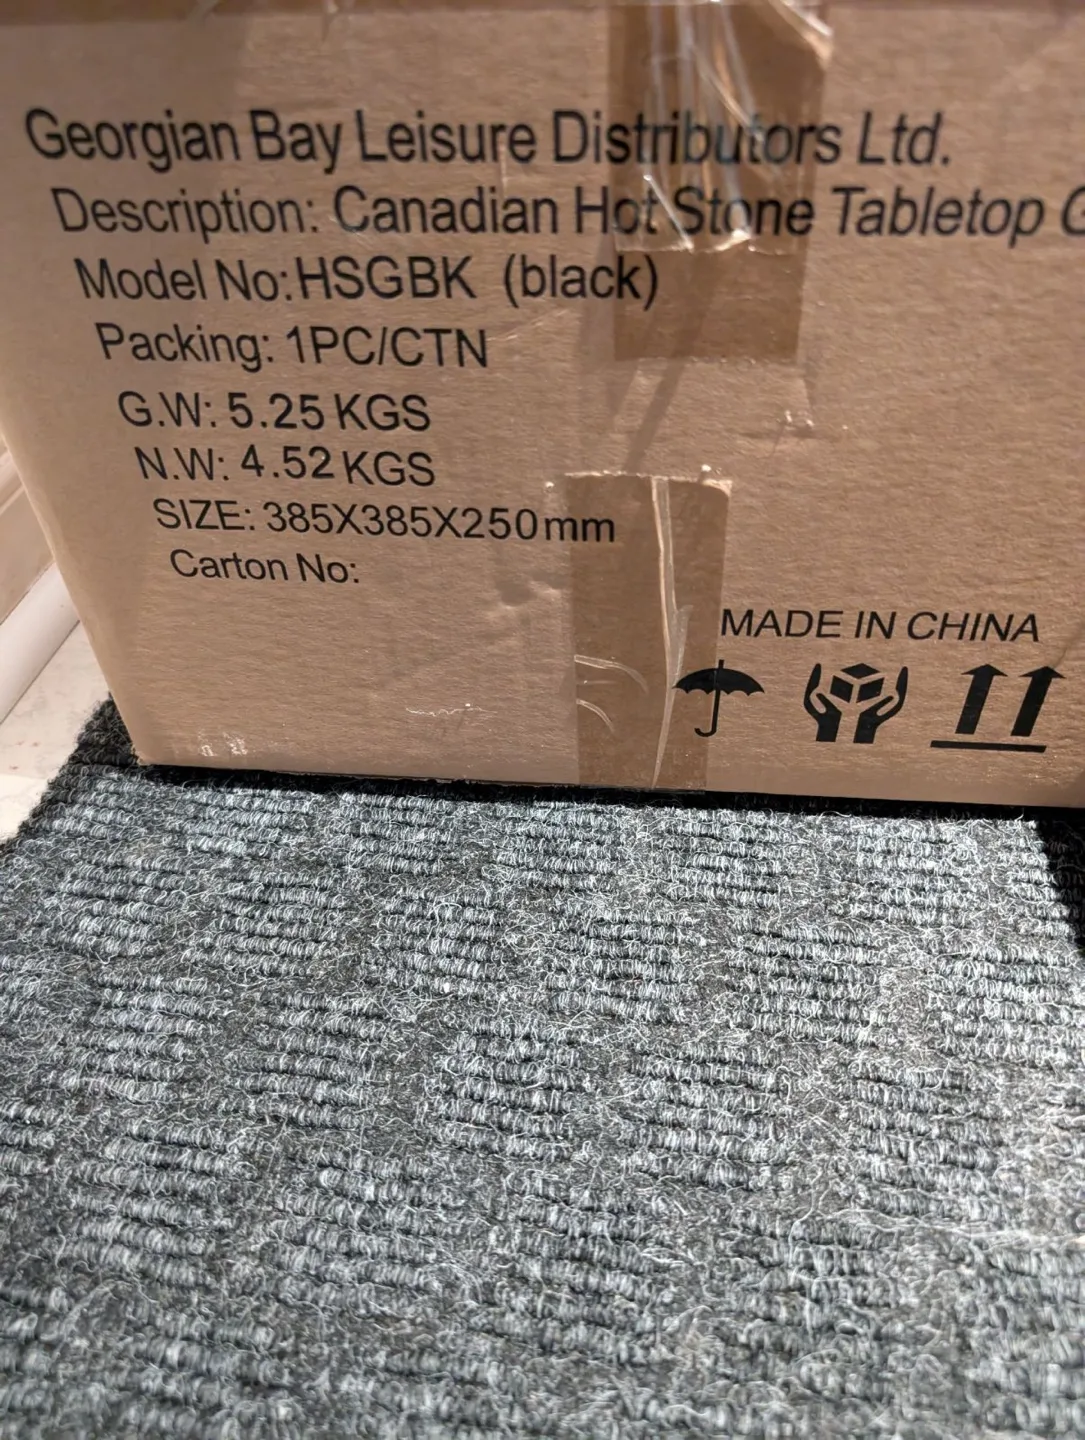 Georgian Bay Leisure Distributors Ltd.
Description: Canadian Hot Stone Tabletop
Model No:HSGBK (black)
Packing: 1PC/CTN
G.W: 5.25 KGS
N.W: 4.52 KGS
SIZE: 385X385X250mm
Carton No:
MADE IN CHINA